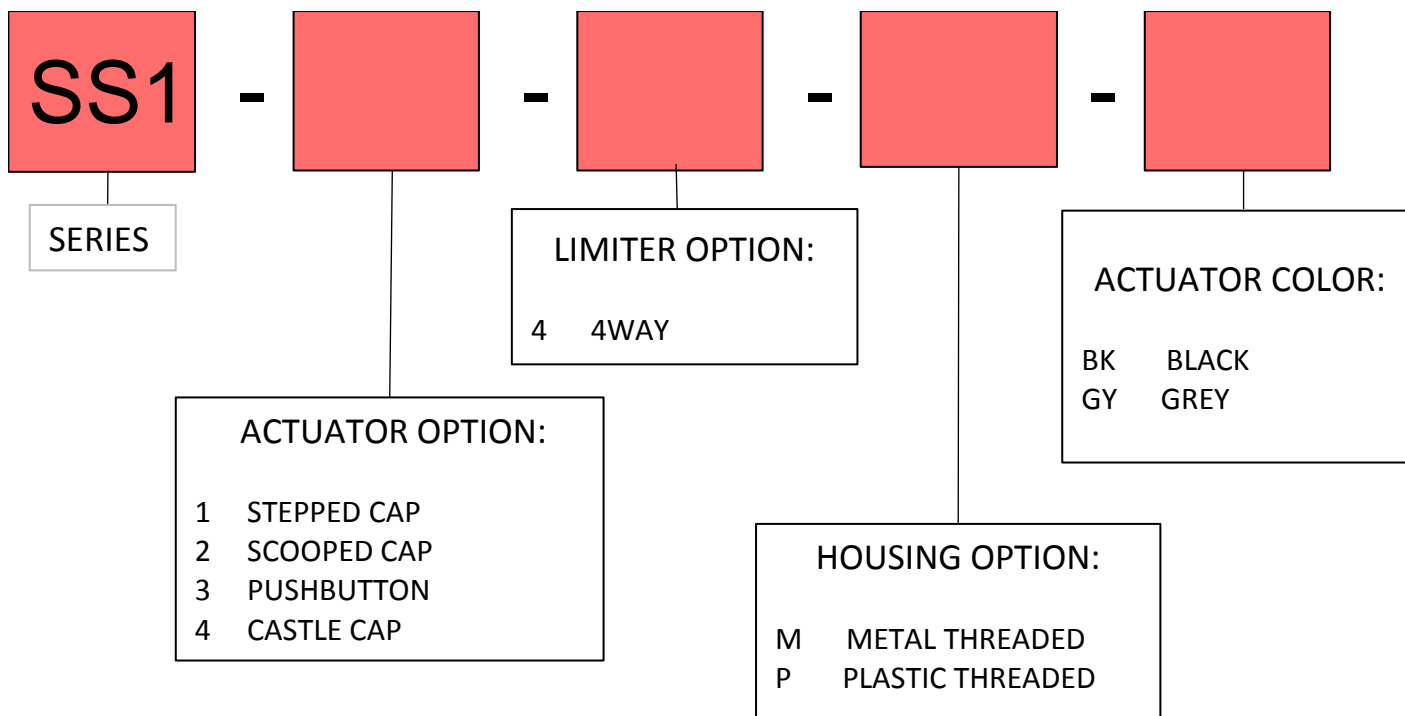 SS1 - - - -
SERIES
LIMITER OPTION:
4 4WAY
ACTUATOR COLOR:
BK BLACK
GY GREY
ACTUATOR OPTION:
1 STEPPED CAP
2 SCOOPED CAP
3 PUSHBUTTON
4 CASTLE CAP
HOUSING OPTION:
M METAL THREADED
P PLASTIC THREADED